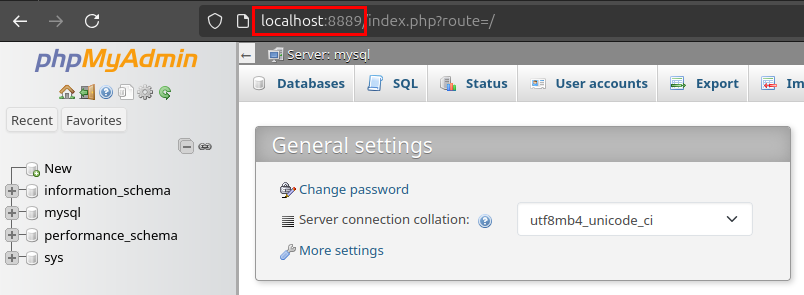 localhost:8889/index.php?route=/
phpMyAdmin
Recent Favorites
New
information_schema
mysql
performance_schema
sys
Server: mysql
Databases SQL Status User accounts Export Im
General settings
Change password
Server connection collation: utf8mb4_unicode_ci
More settings